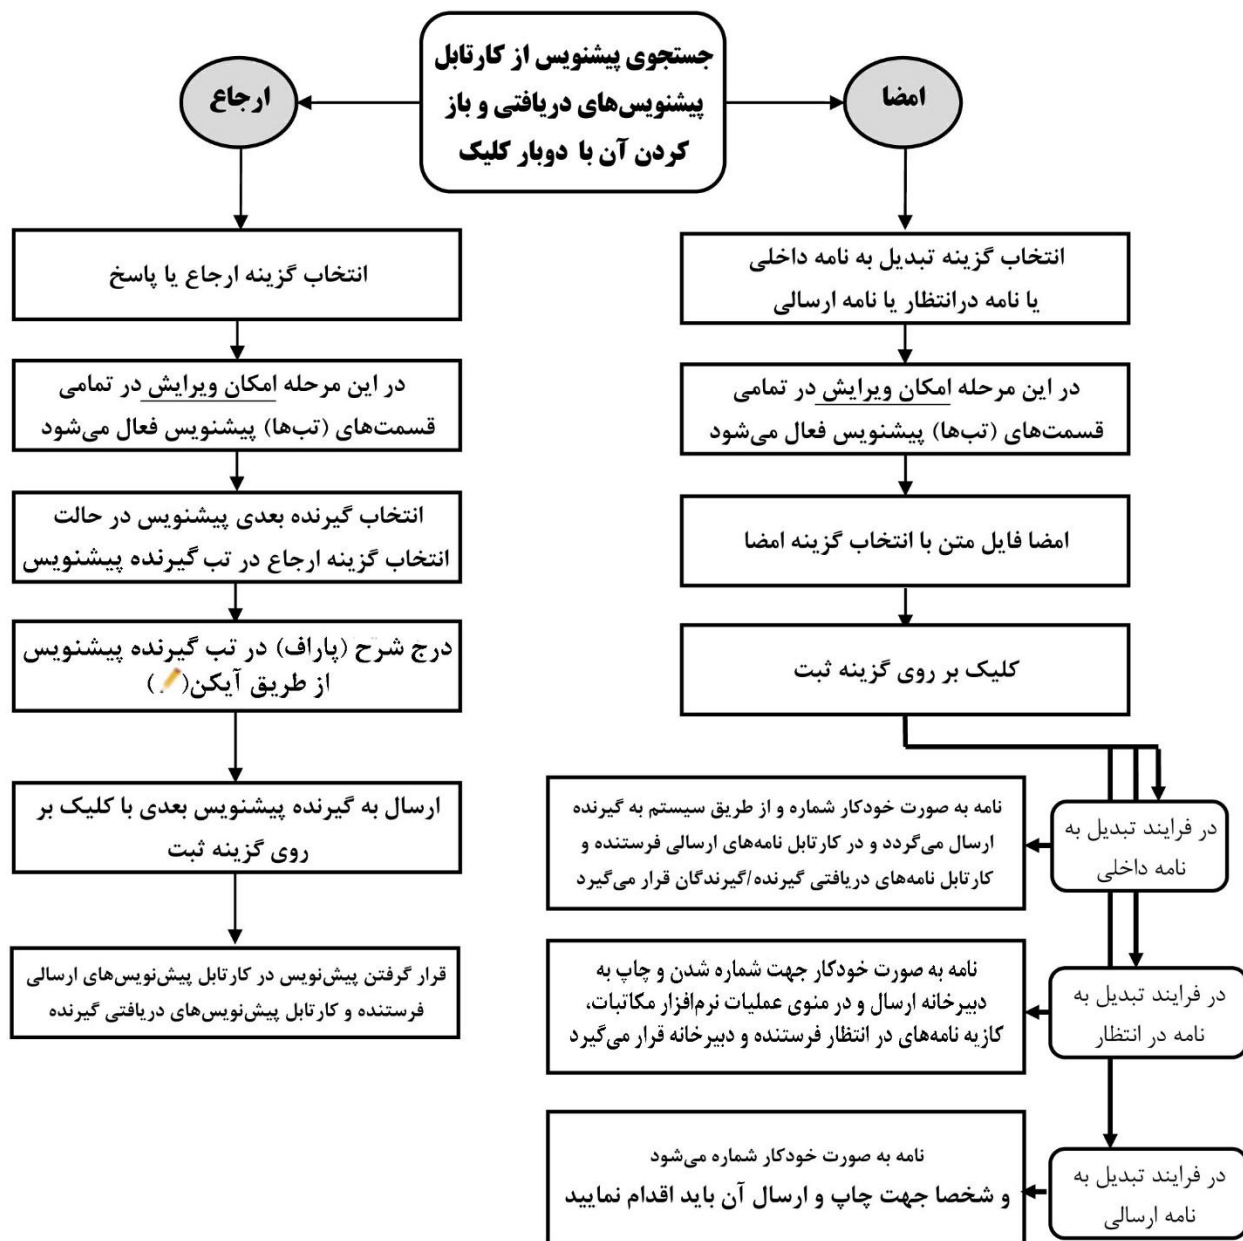 جستجوی پیشنویس از کارتابل
پیشنویس‌های دریافتی و باز
کردن آن با دوبار کلیک
امضا
انتخاب گزینه تبدیل به نامه داخلی
یا نامه درانتظار یا نامه ارسالی
در این مرحله امکان ویرایش در تمامی
قسمت‌های (تب‌ها) پیشنویس فعال می‌شود
امضا فایل متن با انتخاب گزینه امضا
کلیک بر روی گزینه ثبت
در فرایند تبدیل به
نامه داخلی
نامه به صورت خودکار شماره و از طریق سیستم به گیرنده
ارسال می‌گردد و در کارتابل نامه‌های ارسالی فرستنده و
کارتابل نامه‌های دریافتی گیرنده/گیرندگان قرار می‌گیرد
در فرایند تبدیل به
نامه در انتظار
نامه به صورت خودکار جهت شماره شدن و چاپ به
دبیرخانه ارسال و در منوی عملیات نرم‌افزار مکاتبات،
کازیه نامه‌های در انتظار فرستنده و دبیرخانه قرار می‌گیرد
در فرایند تبدیل به
نامه ارسالی
نامه به صورت خودکار شماره می‌شود
و شخصا جهت چاپ و ارسال آن باید اقدام نمایید
ارجاع
انتخاب گزینه ارجاع یا پاسخ
در این مرحله امکان ویرایش در تمامی
قسمت‌های (تب‌ها) پیشنویس فعال می‌شود
انتخاب گیرنده بعدی پیشنویس در حالت
انتخاب گزینه ارجاع در تب گیرنده پیشنویس
درج شرح (پاراف) در تب گیرنده پیشنویس
از طریق آیکن( )
ارسال به گیرنده پیشنویس بعدی با کلیک بر
روی گزینه ثبت
قرار گرفتن پیش‌نویس در کارتابل پیش‌نویس‌های ارسالی
فرستنده و کارتابل پیش‌نویس‌های دریافتی گیرنده